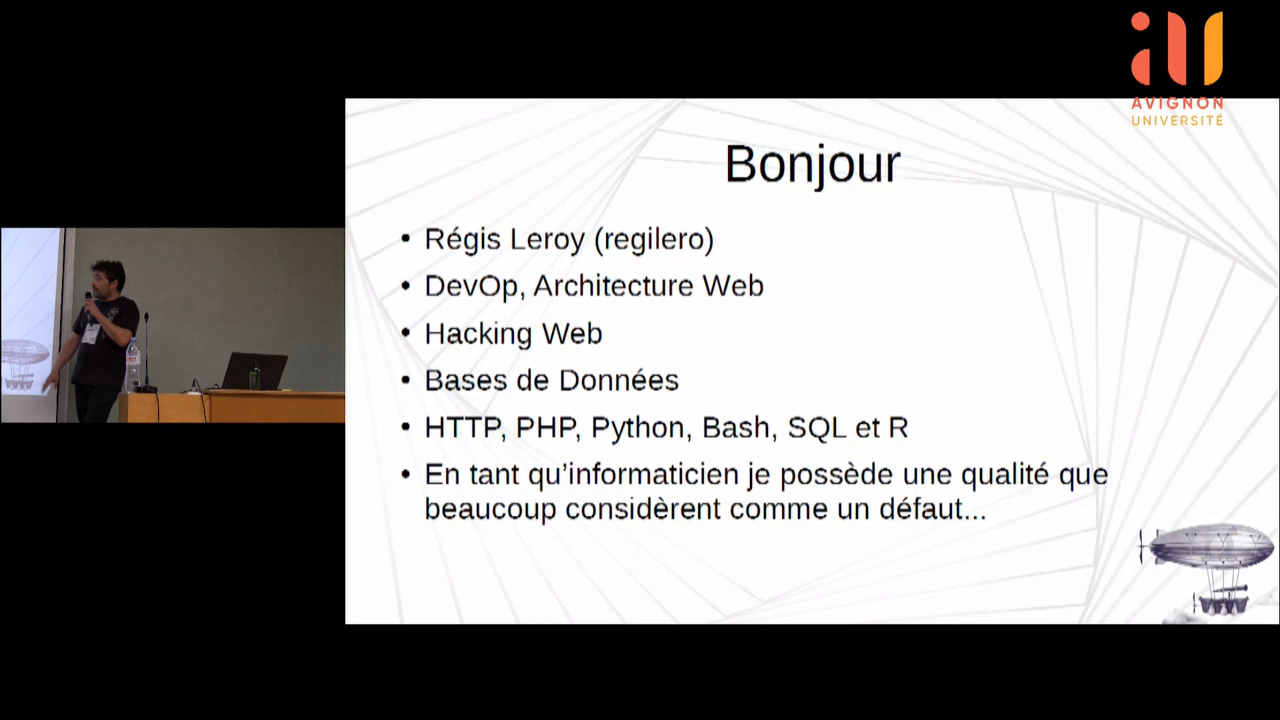 AVIGNON
UNIVERSITÉ
Bonjour
• Régis Leroy (regilero)
• DevOp, Architecture Web
• Hacking Web
• Bases de Données
• HTTP, PHP, Python, Bash, SQL et R
• En tant qu’informaticien je possède une qualité que
beaucoup considèrent comme un défaut...